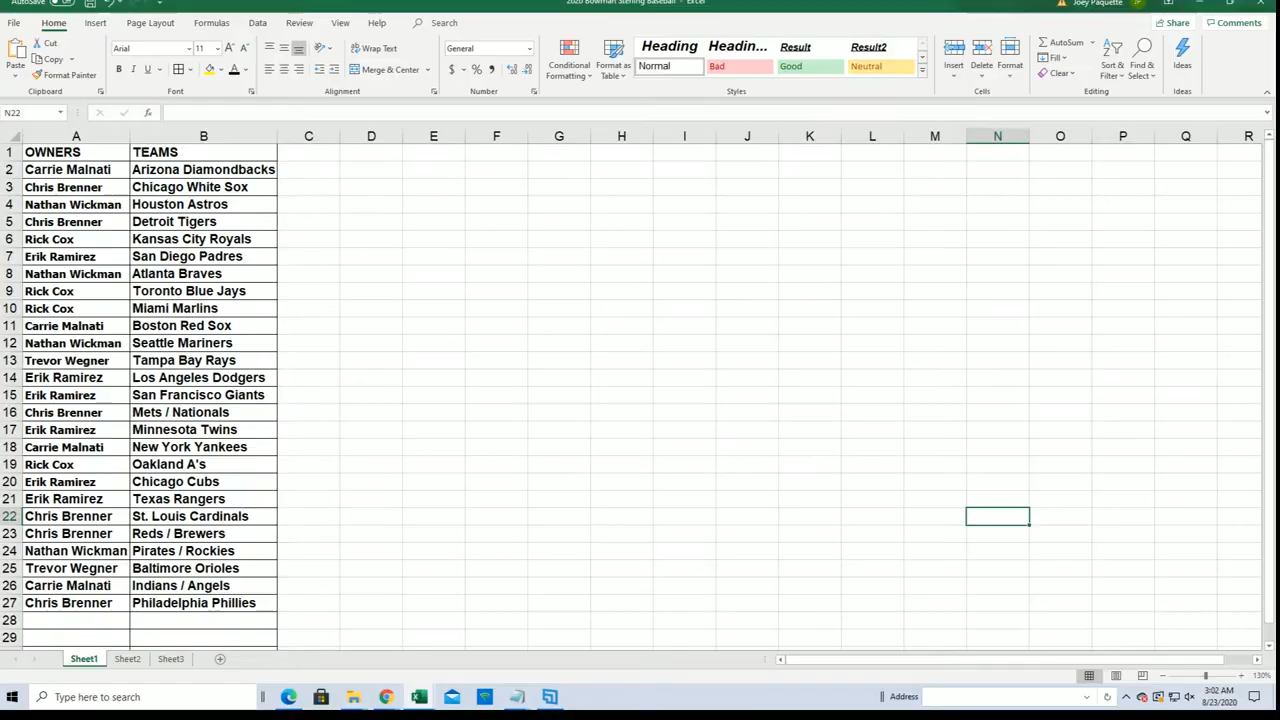 AutoSave Off 2020 Bowman Sterling Baseball - Excel Joey Paquette JP
File Home Insert Page Layout Formulas Data Review View Help Search Share Comments
Paste Cut Copy Format Painter Clipboard
Arial 11 B I U A Font
Wrap Text Merge & Center Alignment
General $ % , Number
Conditional Formatting Format as Table
Heading Headin... Result Result2
Normal Bad Good Neutral
Styles
Insert Delete Format Cells
AutoSum Fill Clear Sort & Filter Find & Select Editing
Ideas Ideas
N22 fx
A B C D E F G H I J K L M N O P Q R
1 OWNERS TEAMS
2 Carrie Malnati Arizona Diamondbacks
3 Chris Brenner Chicago White Sox
4 Nathan Wickman Houston Astros
5 Chris Brenner Detroit Tigers
6 Rick Cox Kansas City Royals
7 Erik Ramirez San Diego Padres
8 Nathan Wickman Atlanta Braves
9 Rick Cox Toronto Blue Jays
10 Rick Cox Miami Marlins
11 Carrie Malnati Boston Red Sox
12 Nathan Wickman Seattle Mariners
13 Trevor Wegner Tampa Bay Rays
14 Erik Ramirez Los Angeles Dodgers
15 Erik Ramirez San Francisco Giants
16 Chris Brenner Mets / Nationals
17 Erik Ramirez Minnesota Twins
18 Carrie Malnati New York Yankees
19 Rick Cox Oakland A's
20 Erik Ramirez Chicago Cubs
21 Erik Ramirez Texas Rangers
22 Chris Brenner St. Louis Cardinals
23 Chris Brenner Reds / Brewers
24 Nathan Wickman Pirates / Rockies
25 Trevor Wegner Baltimore Orioles
26 Carrie Malnati Indians / Angels
27 Chris Brenner Philadelphia Phillies
28
29
Sheet1 Sheet2 Sheet3
130%
Type here to search Address 3:02 AM
8/23/2020